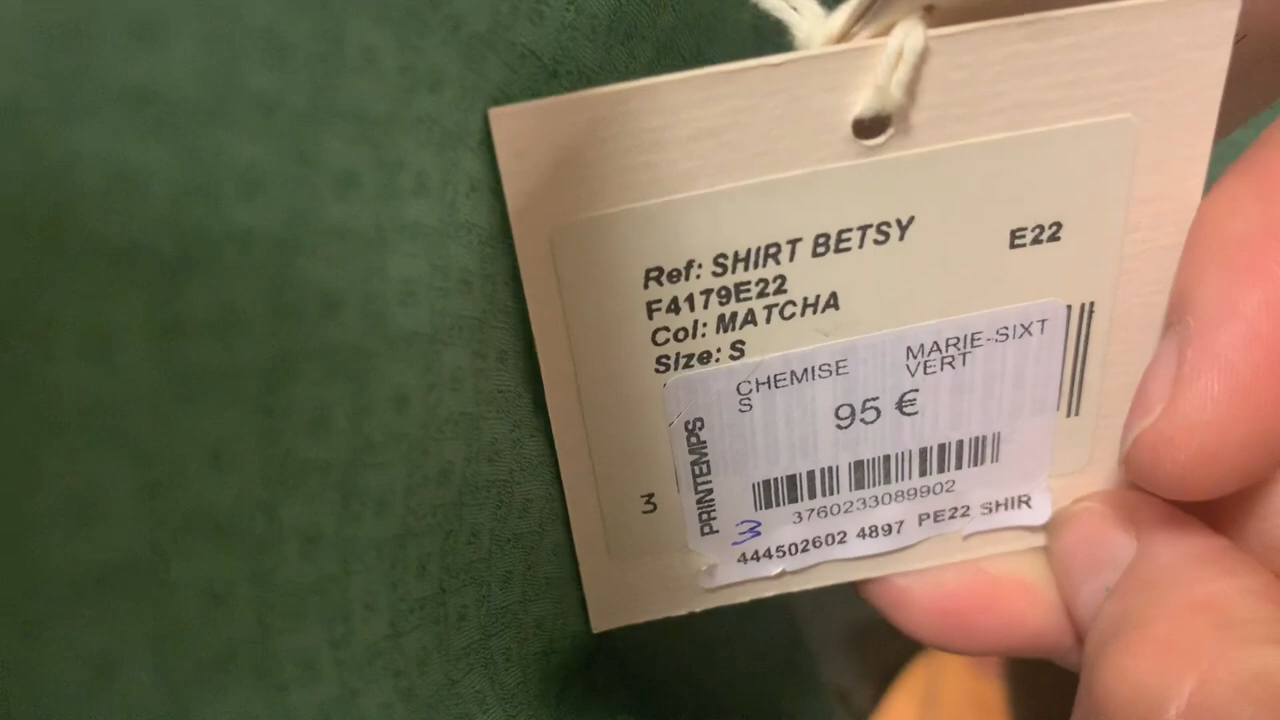 Ref: SHIRT BETSY
E22
F4179E22
Col: MATCHA
Size: S
CHEMISE MARIE-SIXT
S VERT
95 €
PRINTEMPS
3
3760233089902
3
444502602 4897 PE22 SHIR